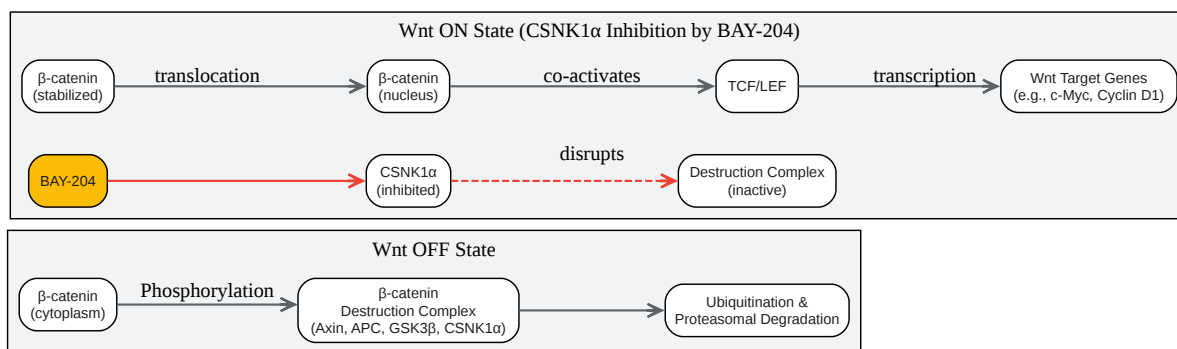 Wnt ON State (CSNK1α Inhibition by BAY-204)
β-catenin
(stabilized)
translocation
β-catenin
(nucleus)
co-activates
TCF/LEF
transcription
Wnt Target Genes
(e.g., c-Myc, Cyclin D1)
BAY-204
CSNK1α
(inhibited)
disrupts
Destruction Complex
(inactive)
Wnt OFF State
β-catenin
(cytoplasm)
Phosphorylation
β-catenin
Destruction Complex
(Axin, APC, GSK3β, CSNK1α)
Ubiquitination &
Proteasomal Degradation